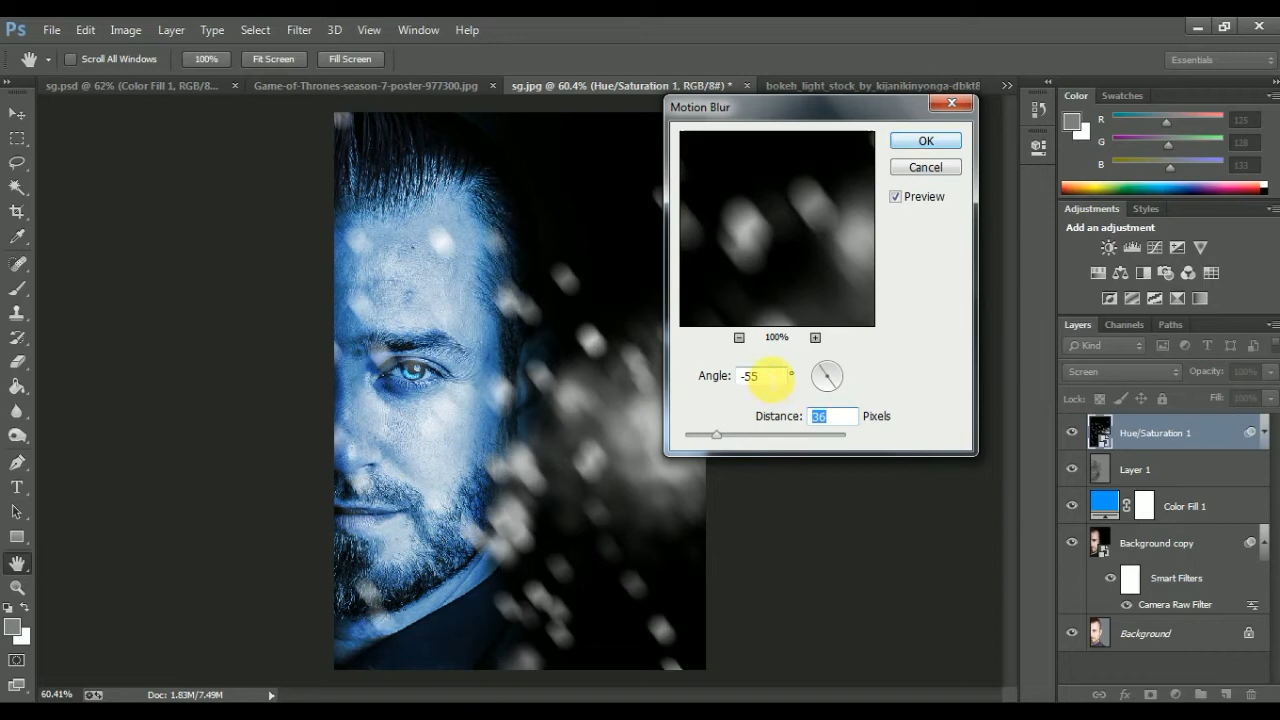 Ps File Edit Image Layer Type Select Filter 3D View Window Help
Scroll All Windows 100% Fit Screen Fill Screen Essentials
sg.psd @ 62% (Color Fill 1, RGB/8... × Game-of-Thrones-season-7-poster-977300.jpg × sg.jpg @ 60.4% (Hue/Saturation 1, RGB/8#) * × bokeh_light_stock_by_kijanikinyonga-dbkt8
Motion Blur
OK
Cancel
Preview
100%
Angle: -55 °
Distance: 36 Pixels
Color Swatches
R 125
G 128
B 133
Adjustments Styles
Add an adjustment
Layers Channels Paths
Kind
Screen Opacity: 100%
Lock: Fill: 100%
Hue/Saturation 1
Layer 1
Color Fill 1
Background copy
Smart Filters
Camera Raw Filter
Background
60.41% Doc: 1.83M/7.49M